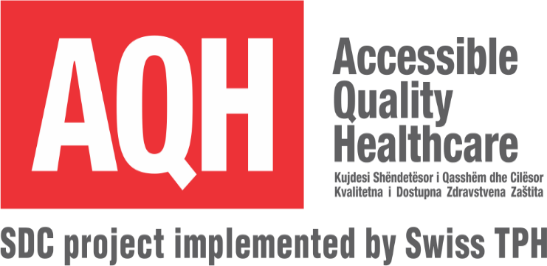 AQH
Accessible
Quality
Healthcare
Kujdesi Shëndetësor i Qasshëm dhe Cilësor
Kvalitetna i Dostupna Zdravstvena Zaštita
SDC project implemented by Swiss TPH